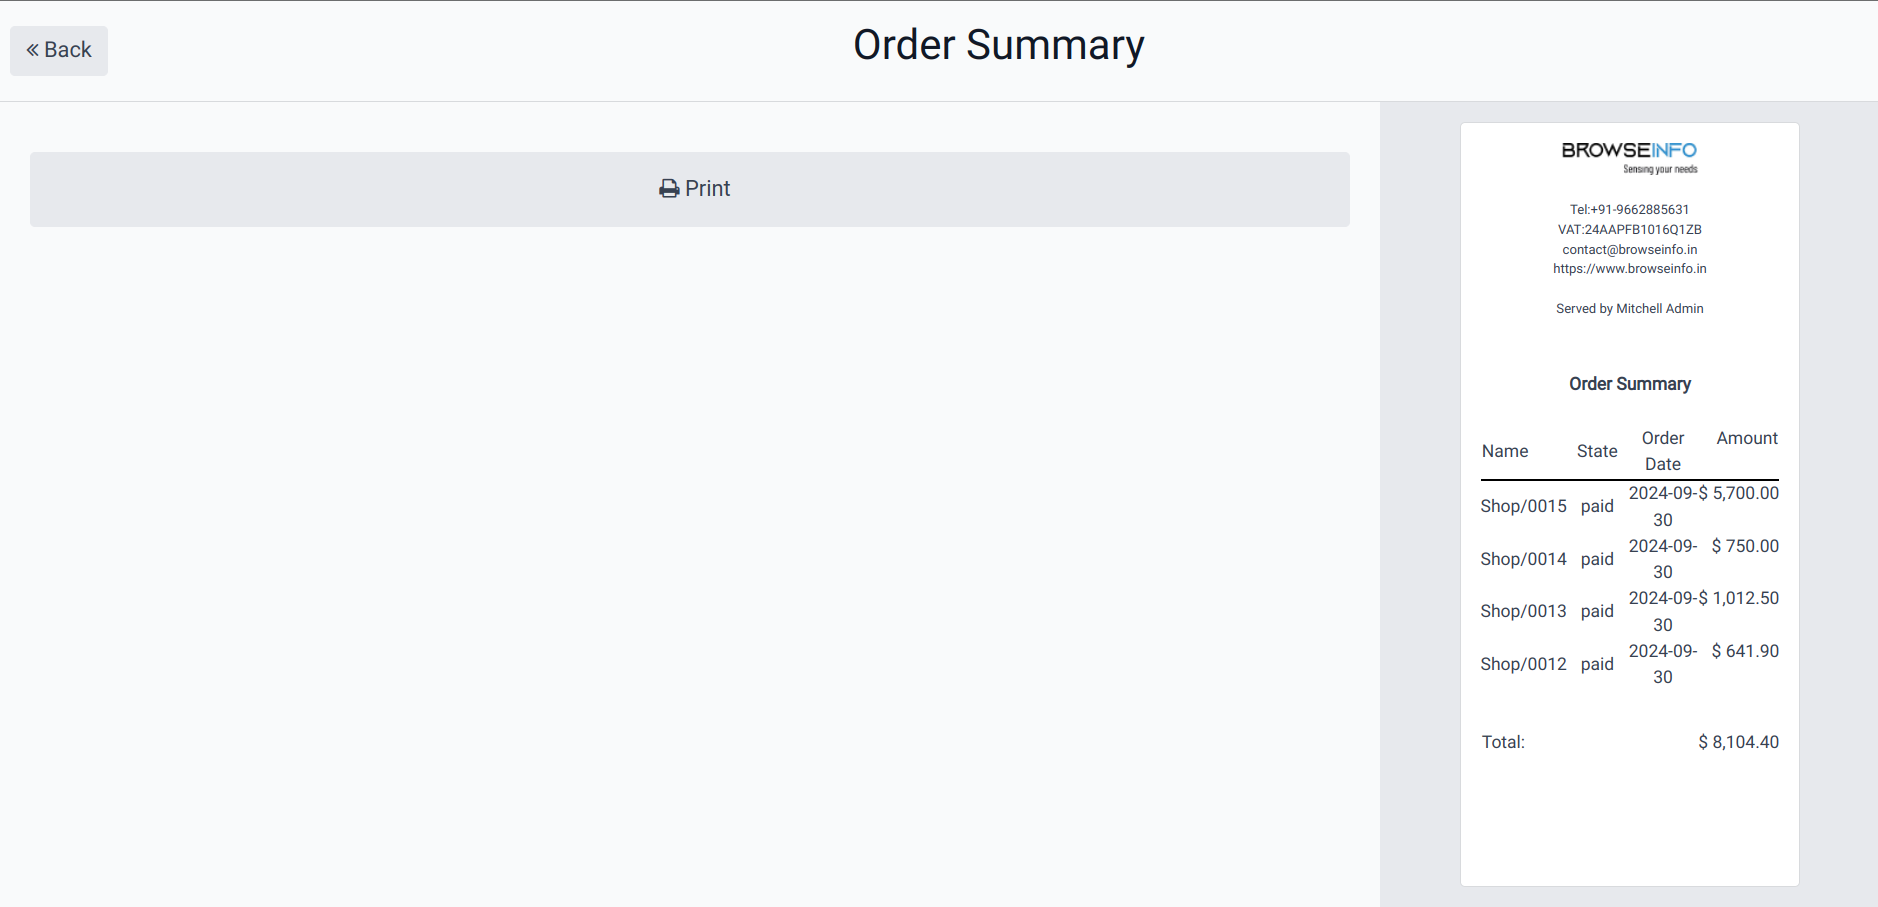 « Back
Order Summary
Print
BROWSEINFO
Sensing your needs
Tel:+91-9662885631
VAT:24AAPFB1016Q1ZB
contact@browseinfo.in
https://www.browseinfo.in
Served by Mitchell Admin
Order Summary
Name State Order Date Amount
Shop/0015 paid 2024-09-30 $ 5,700.00
Shop/0014 paid 2024-09-30 $ 750.00
Shop/0013 paid 2024-09-30 $ 1,012.50
Shop/0012 paid 2024-09-30 $ 641.90
Total: $ 8,104.40